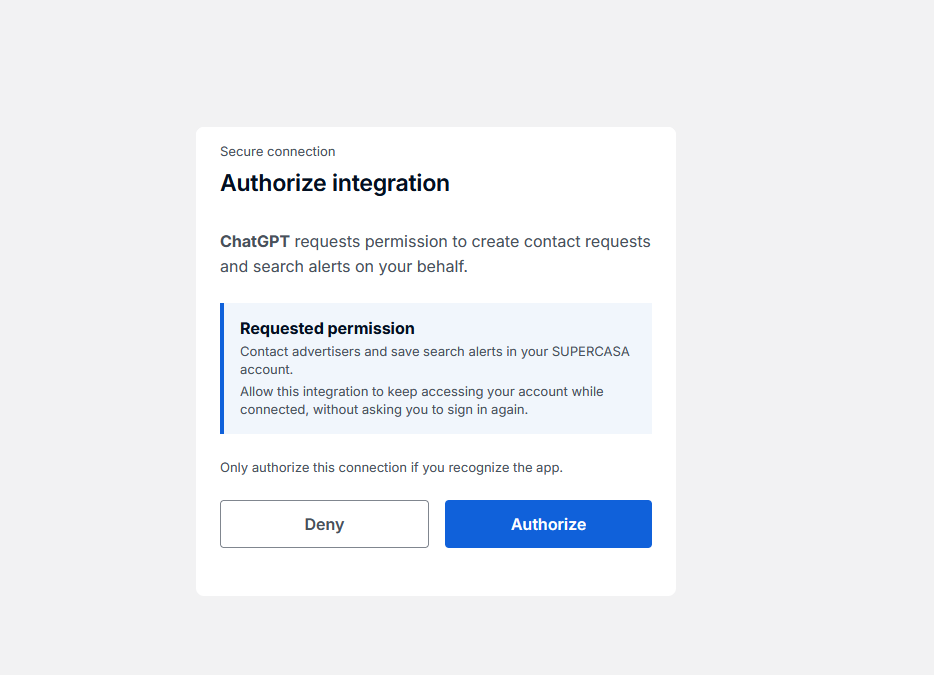 Secure connection
Authorize integration
ChatGPT requests permission to create contact requests
and search alerts on your behalf.
Requested permission
Contact advertisers and save search alerts in your SUPERCASA
account.
Allow this integration to keep accessing your account while
connected, without asking you to sign in again.
Only authorize this connection if you recognize the app.
Deny
Authorize